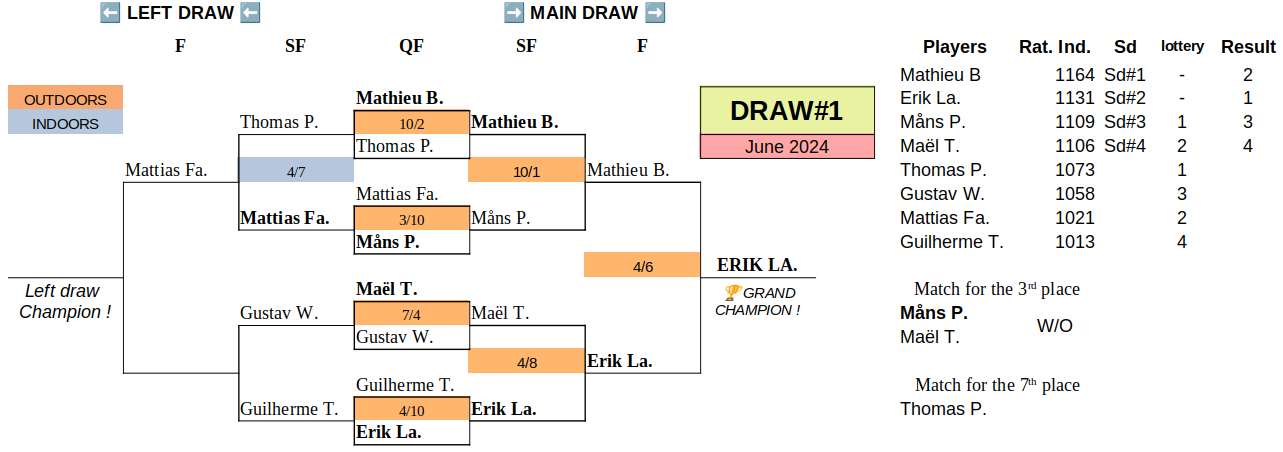 ⬅ LEFT DRAW ⬅ ➡ MAIN DRAW ➡
F SF QF SF F
Players Rat. Ind. Sd lottery Result
Mathieu B 1164 Sd#1 - 2
Erik La. 1131 Sd#2 - 1
Måns P. 1109 Sd#3 1 3
Maël T. 1106 Sd#4 2 4
Thomas P. 1073 1
Gustav W. 1058 3
Mattias Fa. 1021 2
Guilherme T. 1013 4
OUTDOORS
INDOORS
DRAW#1
June 2024
Mathieu B.
Thomas P. 10/2 Mathieu B.
Thomas P.
Mattias Fa. 4/7 10/1 Mathieu B.
Mattias Fa.
Mattias Fa. 3/10 Måns P.
Måns P.
4/6 ERIK LA.
Left draw
Champion !
🏆GRAND
CHAMPION !
Maël T.
Gustav W. 7/4 Maël T.
Gustav W.
4/8 Erik La.
Guilherme T.
Guilherme T. 4/10 Erik La.
Erik La.
Match for the 3rd place
Måns P.
W/O
Maël T.
Match for the 7th place
Thomas P.